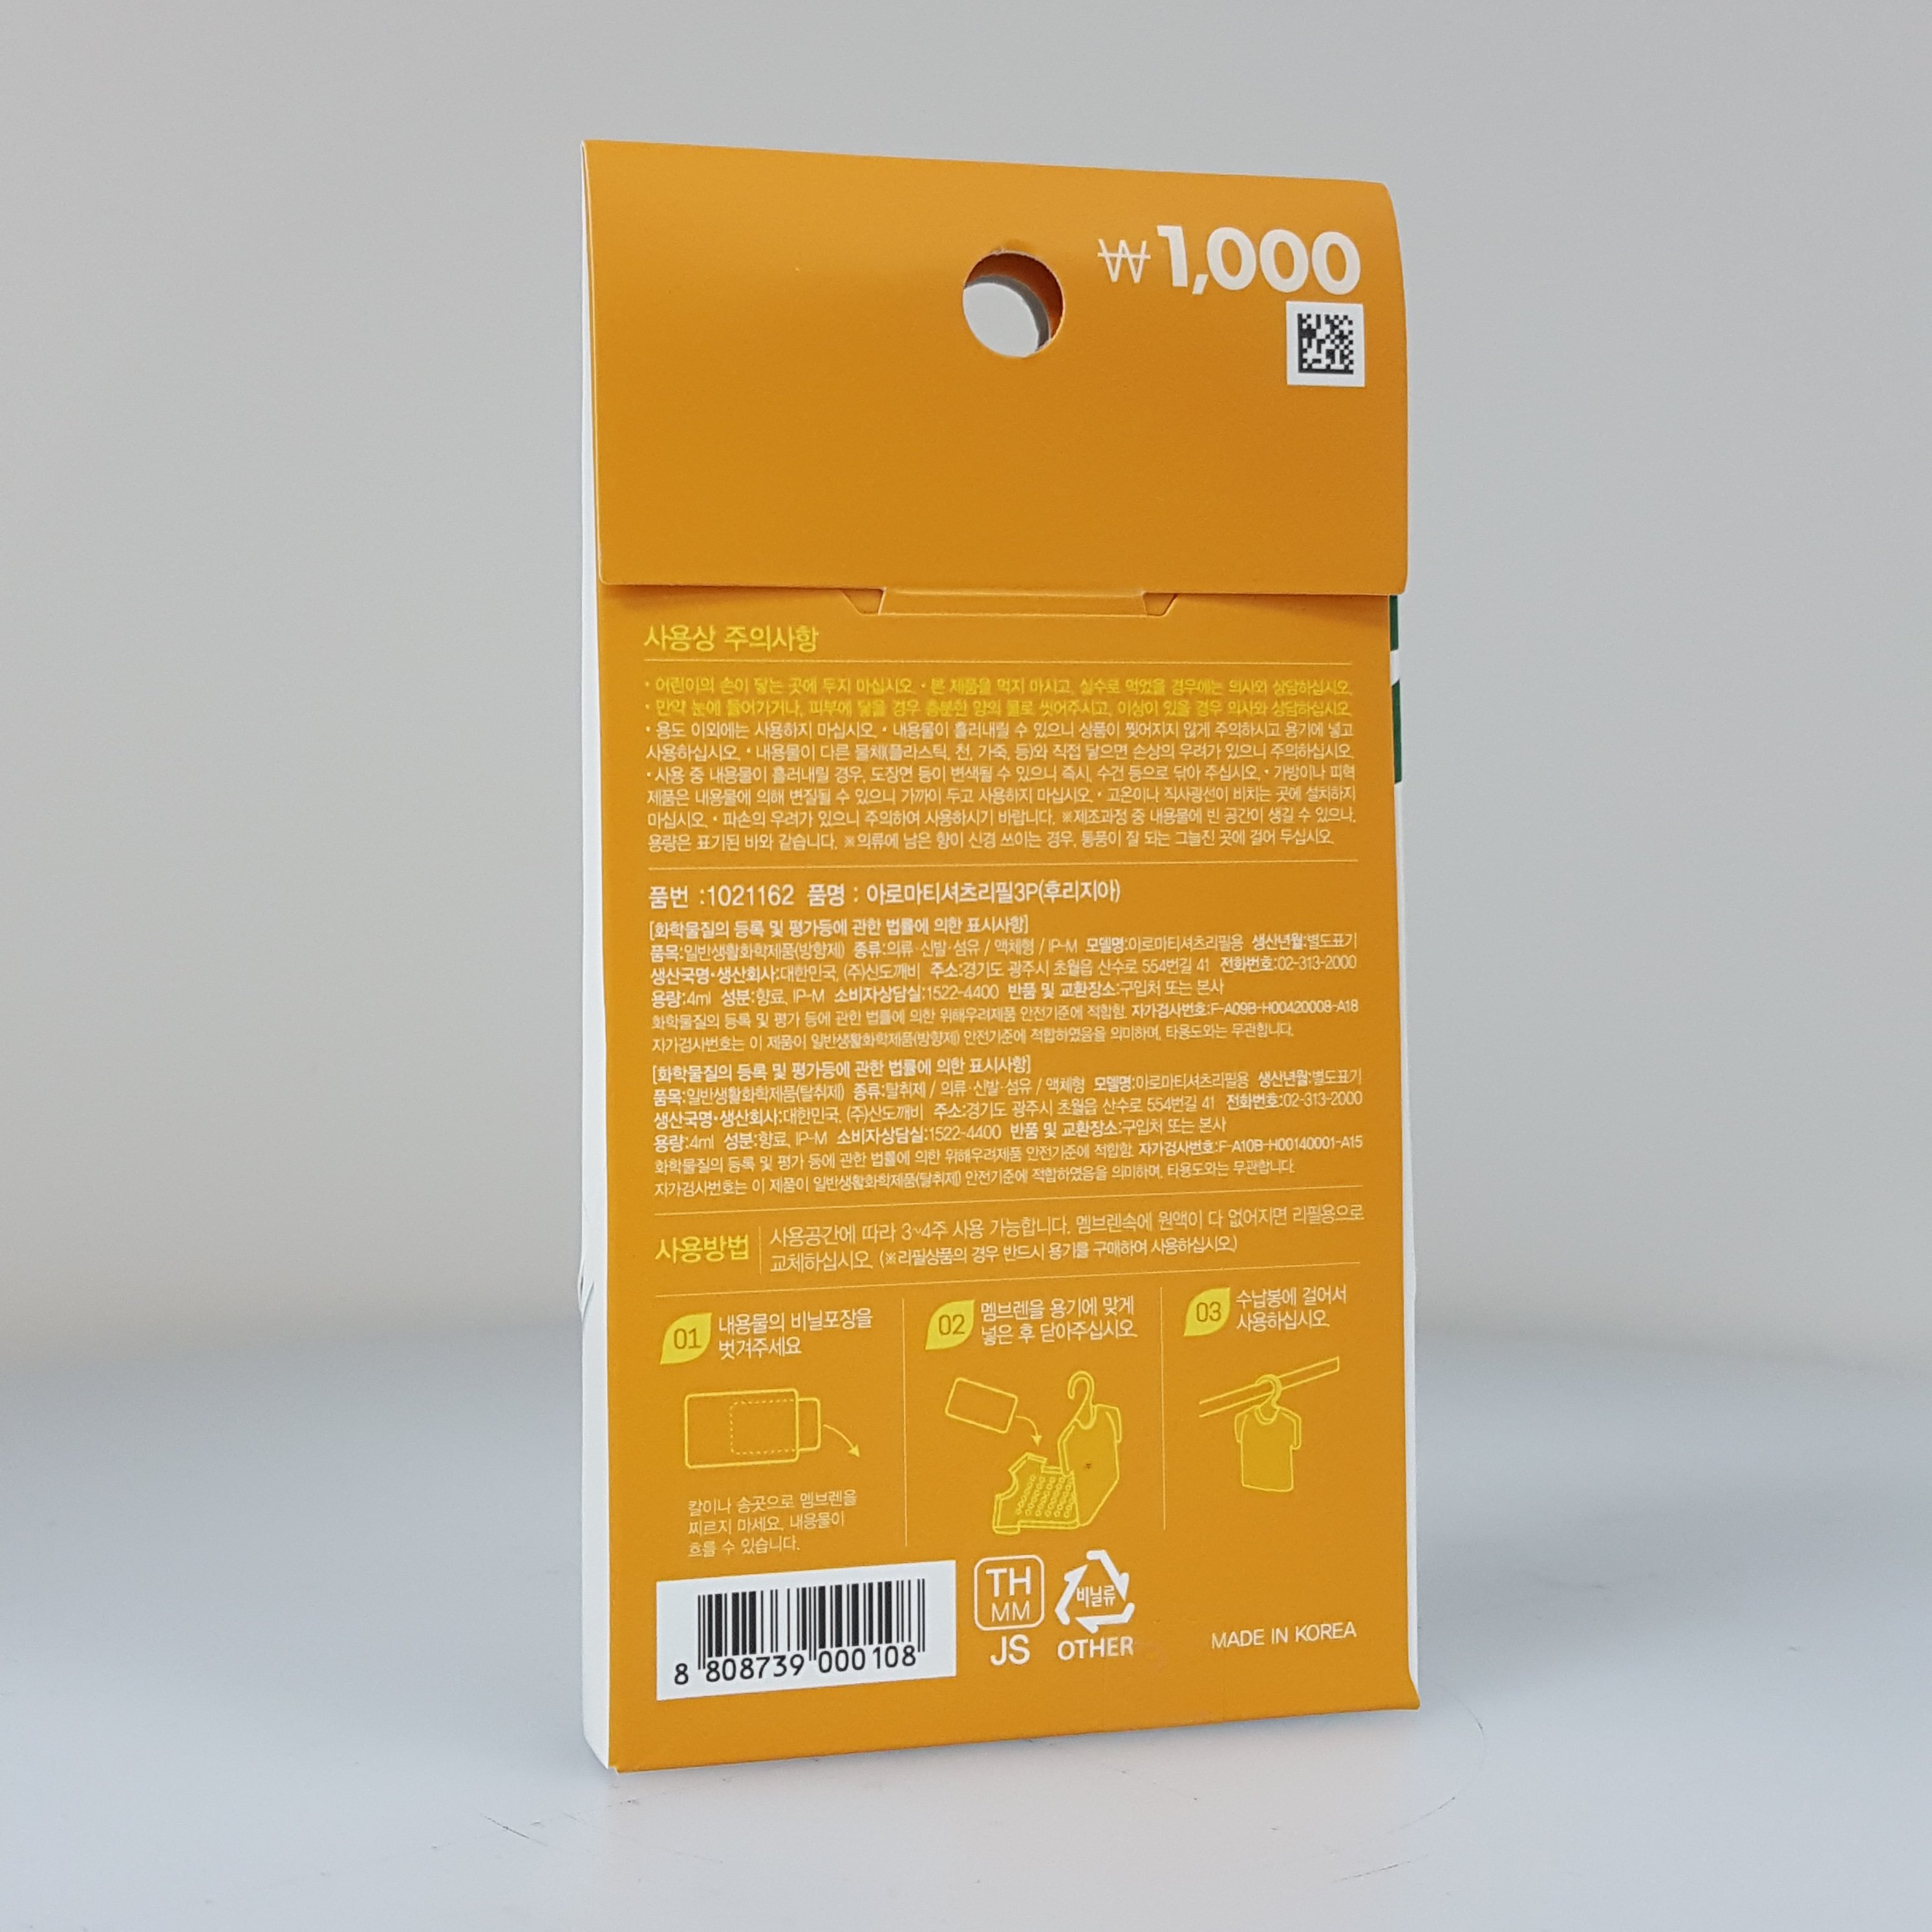 ₩1,000
사용상 주의사항
• 어린이의 손이 닿는 곳에 두지 마십시오. • 본 제품을 먹지 마시고, 실수로 먹었을 경우에는 의사와 상담하십시오.
• 만약 눈에 들어가거나, 피부에 닿을 경우 충분한 양의 물로 씻어주시고, 이상이 있을 경우 의사와 상담하십시오.
• 용도 이외에는 사용하지 마십시오. • 내용물이 흘러내릴 수 있으니 상품이 찢어지지 않게 주의하시고 용기에 넣고
사용하십시오. • 내용물이 다른 물체(플라스틱, 천, 가죽, 등)와 직접 닿으면 손상의 우려가 있으니 주의하십시오.
• 사용 중 내용물이 흘러내릴 경우, 도장면 등이 변색될 수 있으니 즉시, 수건 등으로 닦아 주십시오. • 가방이나 피혁
제품은 내용물에 의해 변질될 수 있으니 가까이 두고 사용하지 마십시오. • 고온이나 직사광선이 비치는 곳에 설치하지
마십시오. • 파손의 우려가 있으니 주의하여 사용하시기 바랍니다. ※제조과정 중 내용물에 빈 공간이 생길 수 있으나,
용량은 표기된 바와 같습니다. ※의류에 남은 향이 신경 쓰이는 경우, 통풍이 잘 되는 그늘진 곳에 걸어 두십시오.
품번 :1021162 품명 : 아로마티셔츠리필3P(후리지아)
[화학물질의 등록 및 평가등에 관한 법률에 의한 표시사항]
품목:일반생활화학제품(방향제) 종류:의류·신발·섬유 / 액체형 / IP-M 모델명:아로마티셔츠리필용 생산년월:별도표기
생산국명•생산회사:대한민국, (주)산도깨비 주소:경기도 광주시 초월읍 산수로 554번길 41 전화번호:02-313-2000
용량:4ml 성분:향료, IP-M 소비자상담실:1522-4400 반품 및 교환장소:구입처 또는 본사
화학물질의 등록 및 평가 등에 관한 법률에 의한 위해우려제품 안전기준에 적합함. 자가검사번호:F-A09B-H00420008-A18
자가검사번호는 이 제품이 일반생활화학제품(방향제) 안전기준에 적합하였음을 의미하며, 타용도와는 무관합니다.
[화학물질의 등록 및 평가등에 관한 법률에 의한 표시사항]
품목:일반생활화학제품(탈취제) 종류:탈취제 / 의류·신발·섬유 / 액체형 모델명:아로마티셔츠리필용 생산년월:별도표기
생산국명•생산회사:대한민국, (주)산도깨비 주소:경기도 광주시 초월읍 산수로 554번길 41 전화번호:02-313-2000
용량:4ml 성분:향료, IP-M 소비자상담실:1522-4400 반품 및 교환장소:구입처 또는 본사
화학물질의 등록 및 평가 등에 관한 법률에 의한 위해우려제품 안전기준에 적합함. 자가검사번호:F-A10B-H00140001-A15
자가검사번호는 이 제품이 일반생활화학제품(탈취제) 안전기준에 적합하였음을 의미하며, 타용도와는 무관합니다.
사용방법
사용공간에 따라 3~4주 사용 가능합니다. 멤브렌속에 원액이 다 없어지면 리필용으로
교체하십시오. (※리필상품의 경우 반드시 용기를 구매하여 사용하십시오.)
01 내용물의 비닐포장을
벗겨주세요
칼이나 송곳으로 멤브렌을
찌르지 마세요. 내용물이
흐를 수 있습니다.
02 멤브렌을 용기에 맞게
넣은 후 닫아주십시오.
03 수납봉에 걸어서
사용하십시오.
8 808739 000108
TH
MM
JS
비닐류
OTHER
MADE IN KOREA